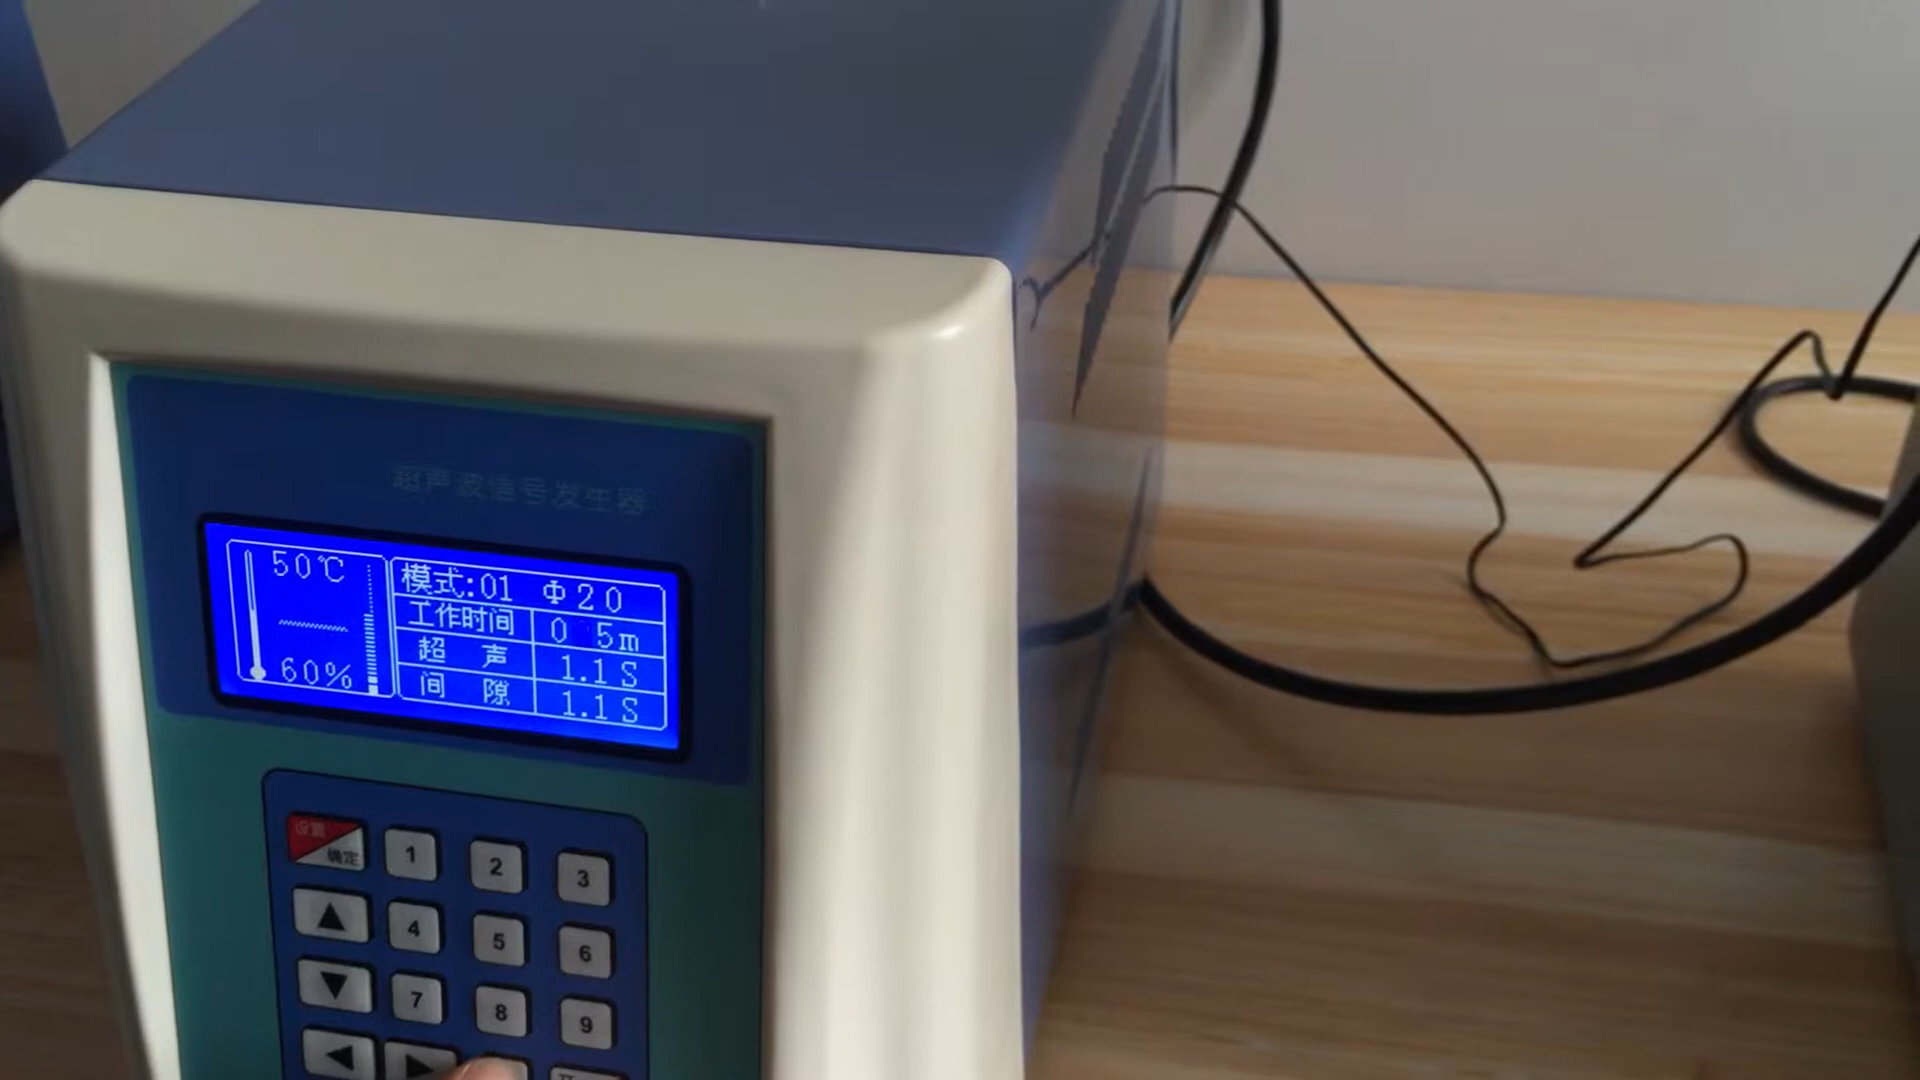 超声波信号发生器
50℃
60%
模式:01 Φ20
工作时间 0 5m
超 声 1.1S
间 隙 1.1S
设置
确定
1 2 3
▲ 4 5 6
▼ 7 8 9
◀ ▶